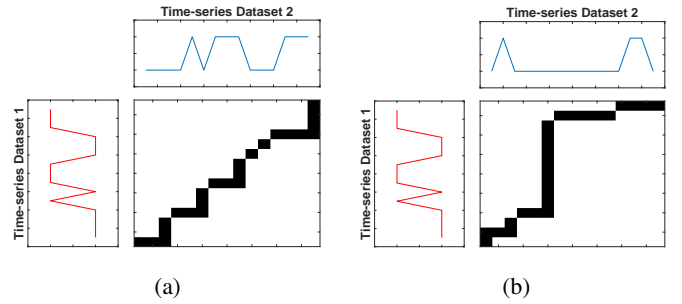 Time-series Dataset 2
Time-series Dataset 1
(a)
Time-series Dataset 2
Time-series Dataset 1
(b)